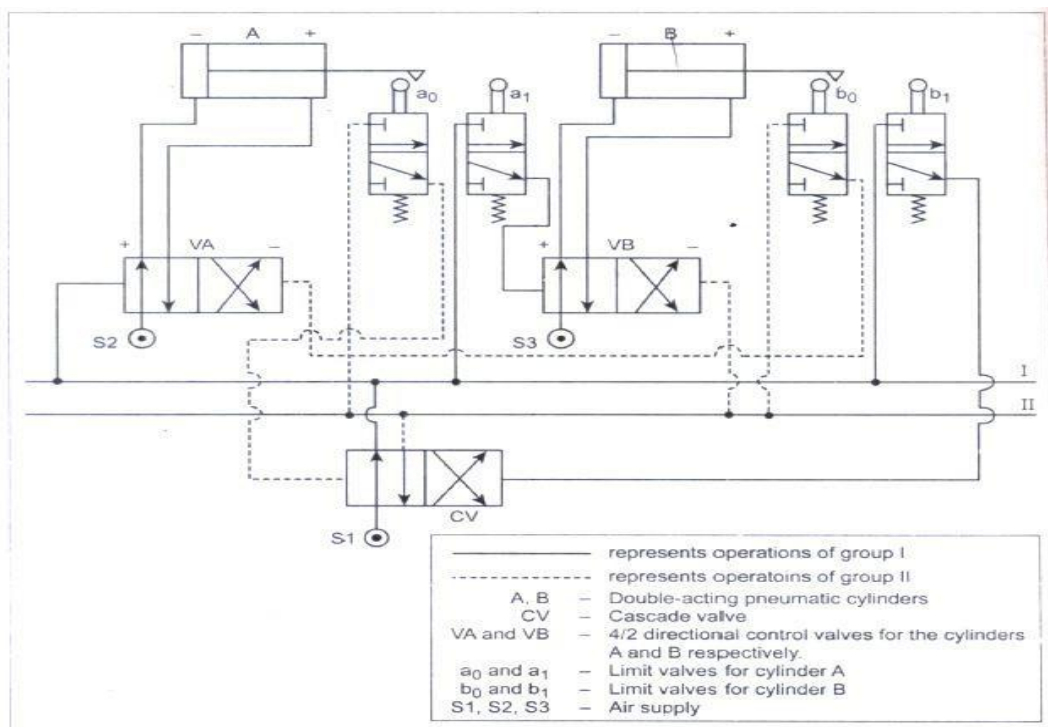 – A +
– B +
a0
a1
b0
b1
+ VA –
+ VB –
S2
S3
I
II
CV
S1
represents operations of group I
represents operatoins of group II
A, B – Double-acting pneumatic cylinders
CV – Cascade valve
VA and VB – 4/2 directional control valves for the cylinders
A and B respectively.
a0 and a1 – Limit valves for cylinder A
b0 and b1 – Limit valves for cylinder B
S1, S2, S3 – Air supply